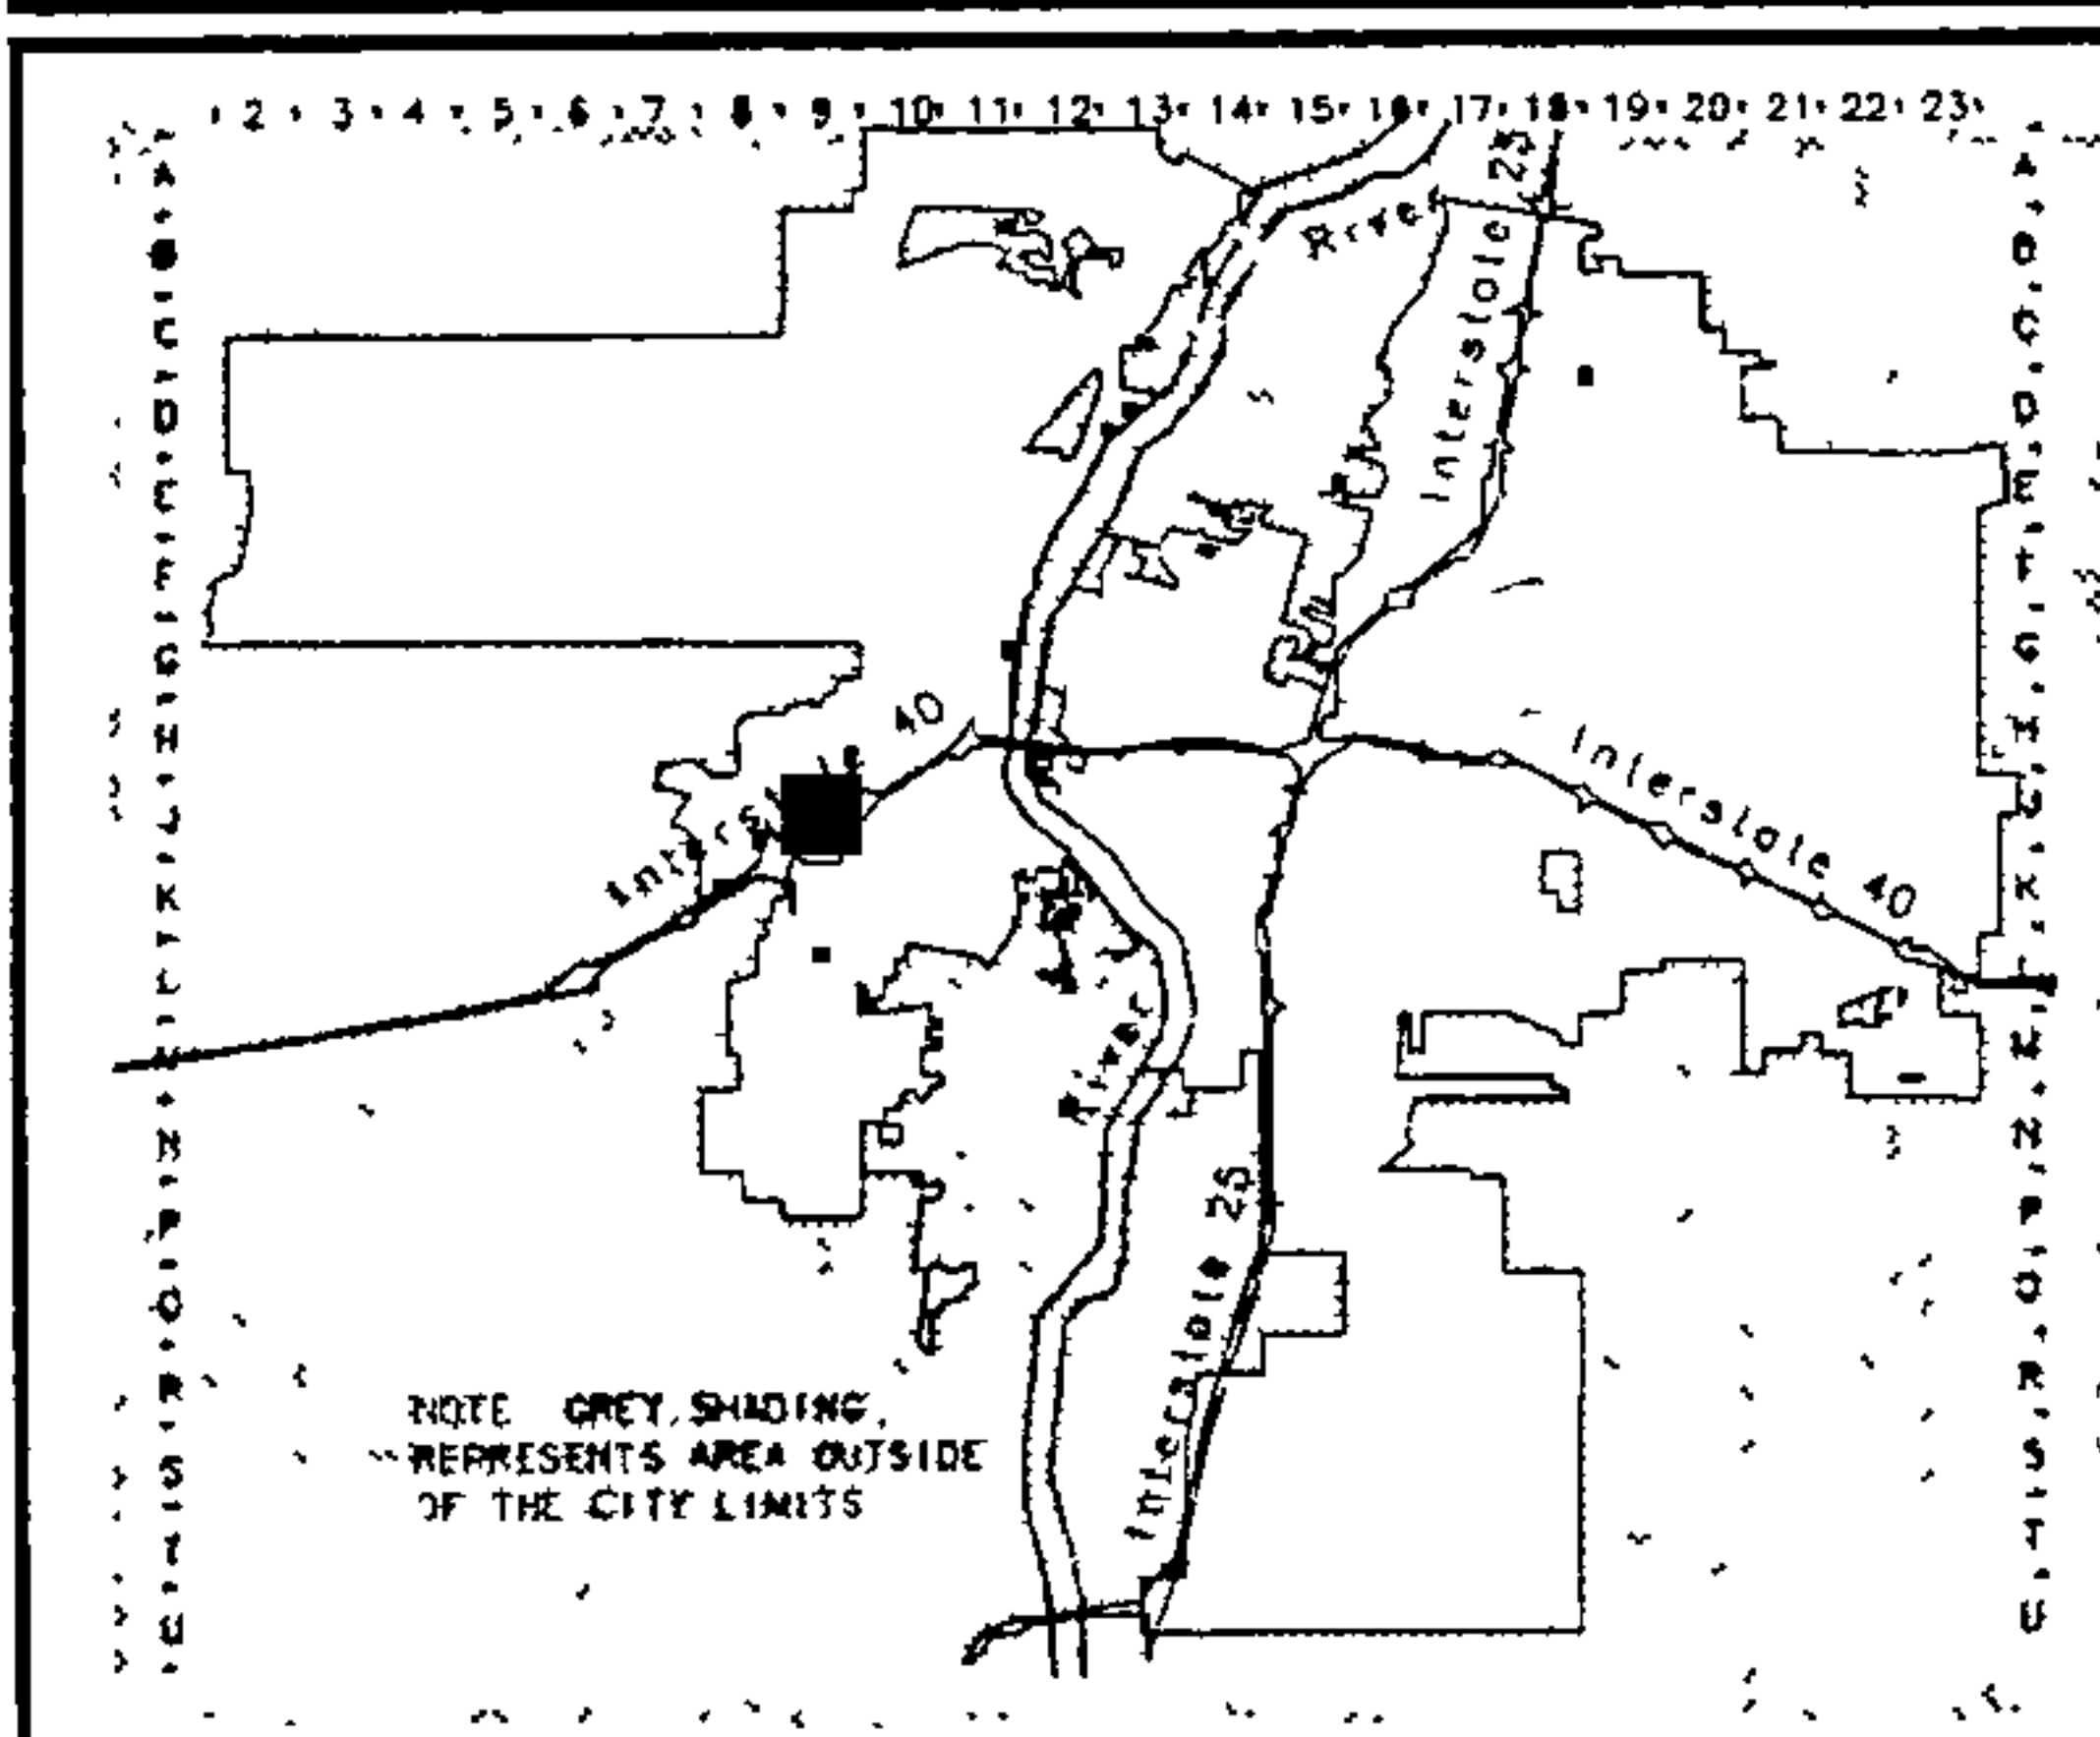 2 3 4 5 6 7 8 9 10 11 12 13 14 15 16 17 18 19 20 21 22 23
A A
B B
C C
D D
E E
F F
G G
H H
J J
K K
L L
M M
N N
P P
Q Q
R R
S S
T T
U U
River
Interstate 25
40
Interstate 40
River
Interstate 25
NOTE GREY SHADING
REPRESENTS AREA OUTSIDE
OF THE CITY LIMITS